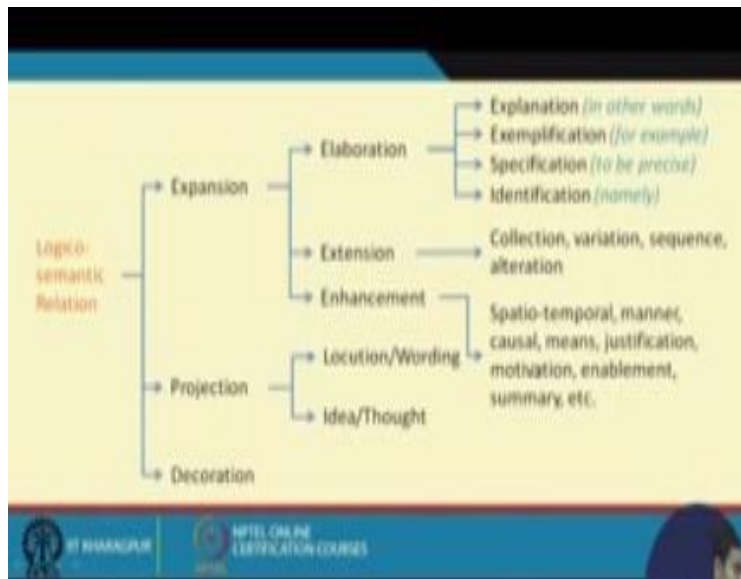 Explanation (in other words)
Exemplification (for example)
Elaboration
Specification (to be precise)
Expansion
Identification (namely)
Logico-
semantic
Relation
Extension
Collection, variation, sequence,
alteration
Enhancement
Spatio-temporal, manner,
causal, means, justification,
motivation, enablement,
summary, etc.
Projection
Locution/Wording
Idea/Thought
Decoration
IIT KHARAGPUR
NPTEL ONLINE
CERTIFICATION COURSES